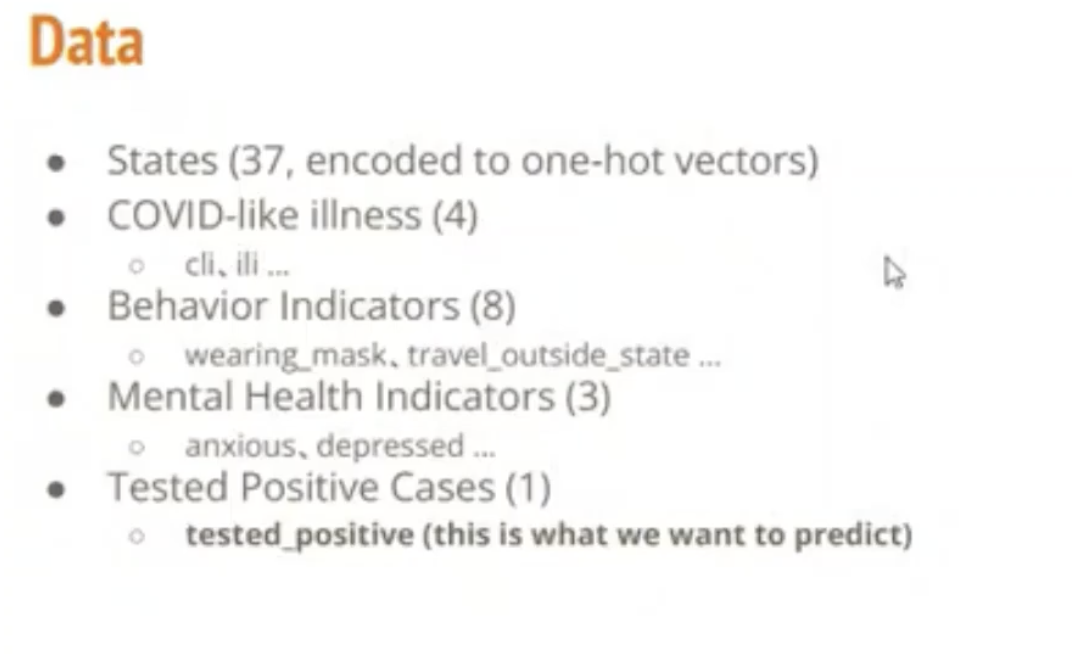 Data
● States (37, encoded to one-hot vectors)
● COVID-like illness (4)
○ cli、ili ...
● Behavior Indicators (8)
○ wearing_mask、travel_outside_state ...
● Mental Health Indicators (3)
○ anxious、depressed ...
● Tested Positive Cases (1)
○ tested_positive (this is what we want to predict)